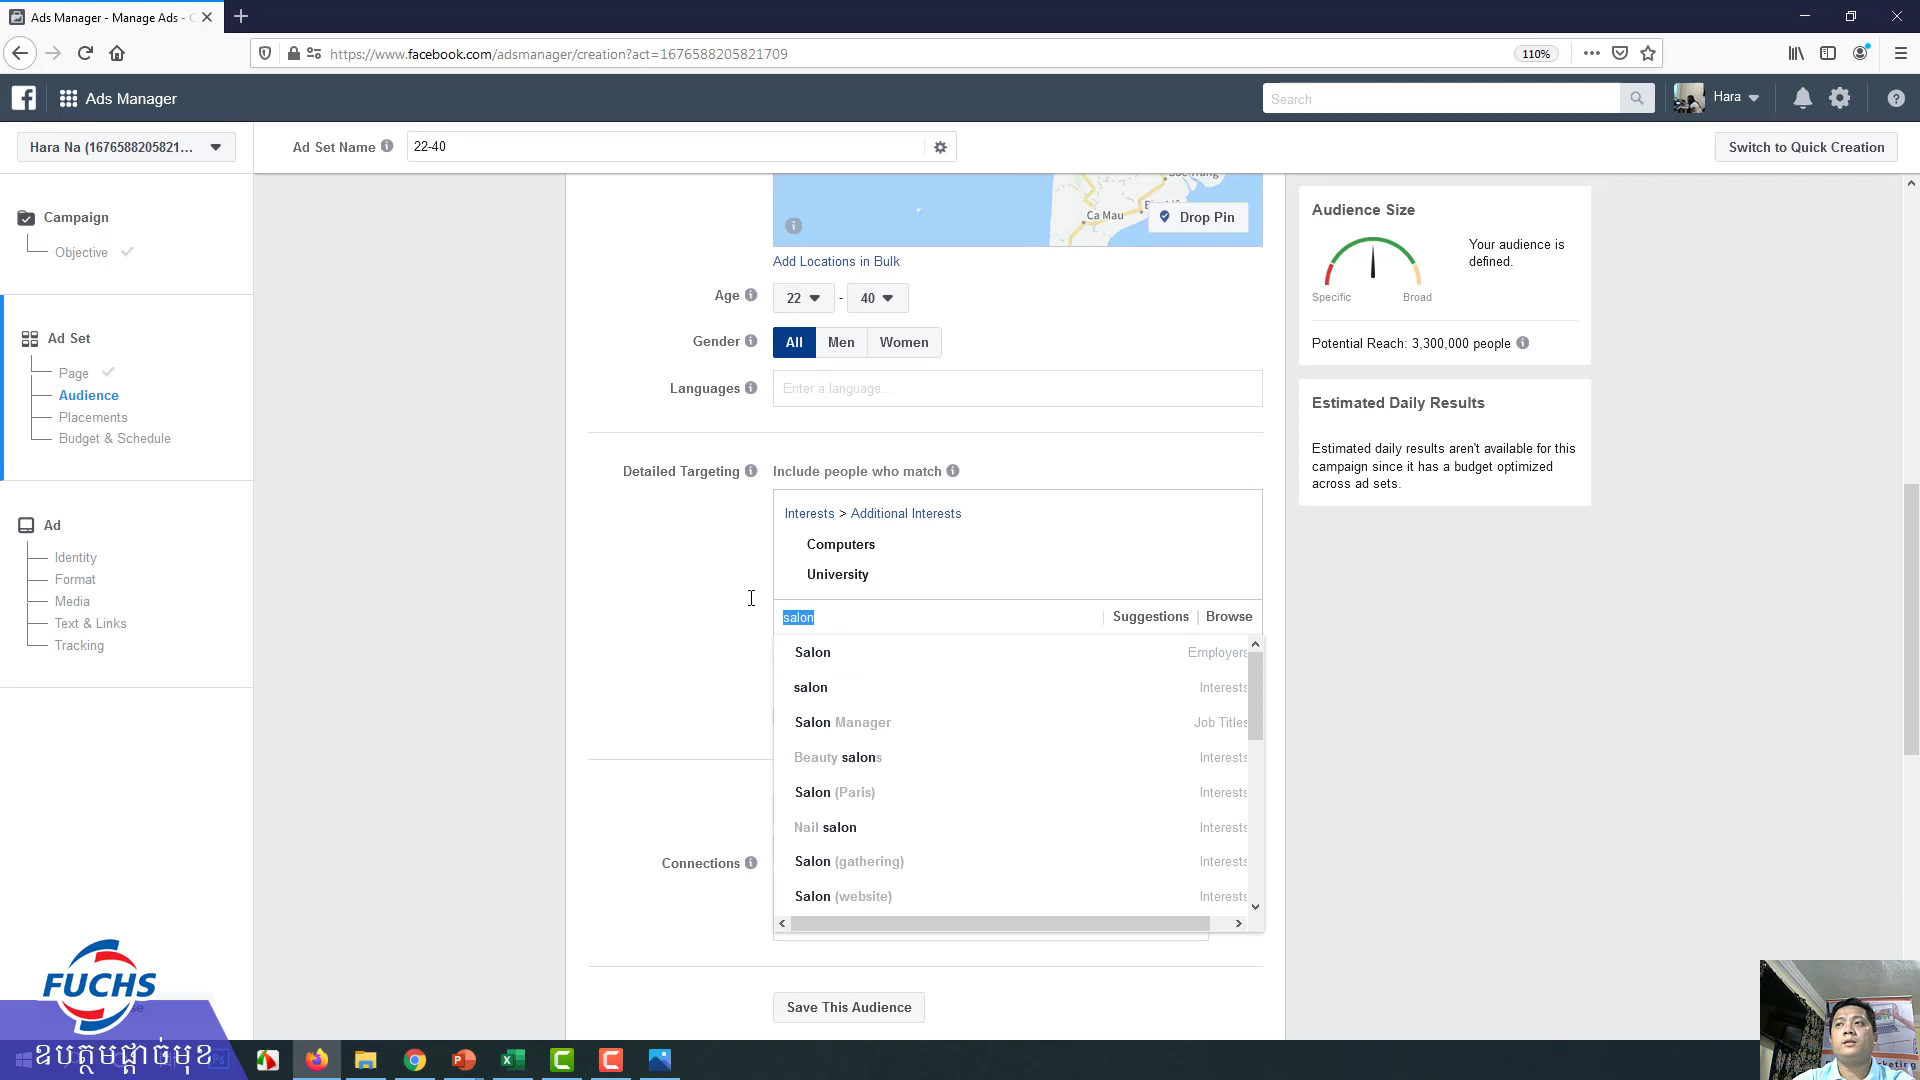 Ads Manager - Manage Ads - C
https://www.facebook.com/adsmanager/creation?act=1676588205821709
110%
Ads Manager
Search
Hara
Hara Na (1676588205821...
Ad Set Name
22-40
Switch to Quick Creation
Campaign
Objective
Ad Set
Page
Audience
Placements
Budget & Schedule
Ad
Identity
Format
Media
Text & Links
Tracking
Ca Mau
Drop Pin
Add Locations in Bulk
Age
22
-
40
Gender
All
Men
Women
Languages
Enter a language...
Detailed Targeting
Include people who match
Interests > Additional Interests
Computers
University
salon
Suggestions
Browse
Salon Employers
salon Interests
Salon Manager Job Titles
Beauty salons Interests
Salon (Paris) Interests
Nail salon Interests
Salon (gathering) Interests
Salon (website) Interests
Connections
Save This Audience
Audience Size
Your audience is
defined.
Specific
Broad
Potential Reach: 3,300,000 people
Estimated Daily Results
Estimated daily results aren't available for this
campaign since it has a budget optimized
across ad sets.
FUCHS
ឧបត្ថមផ្តាច់មុខ